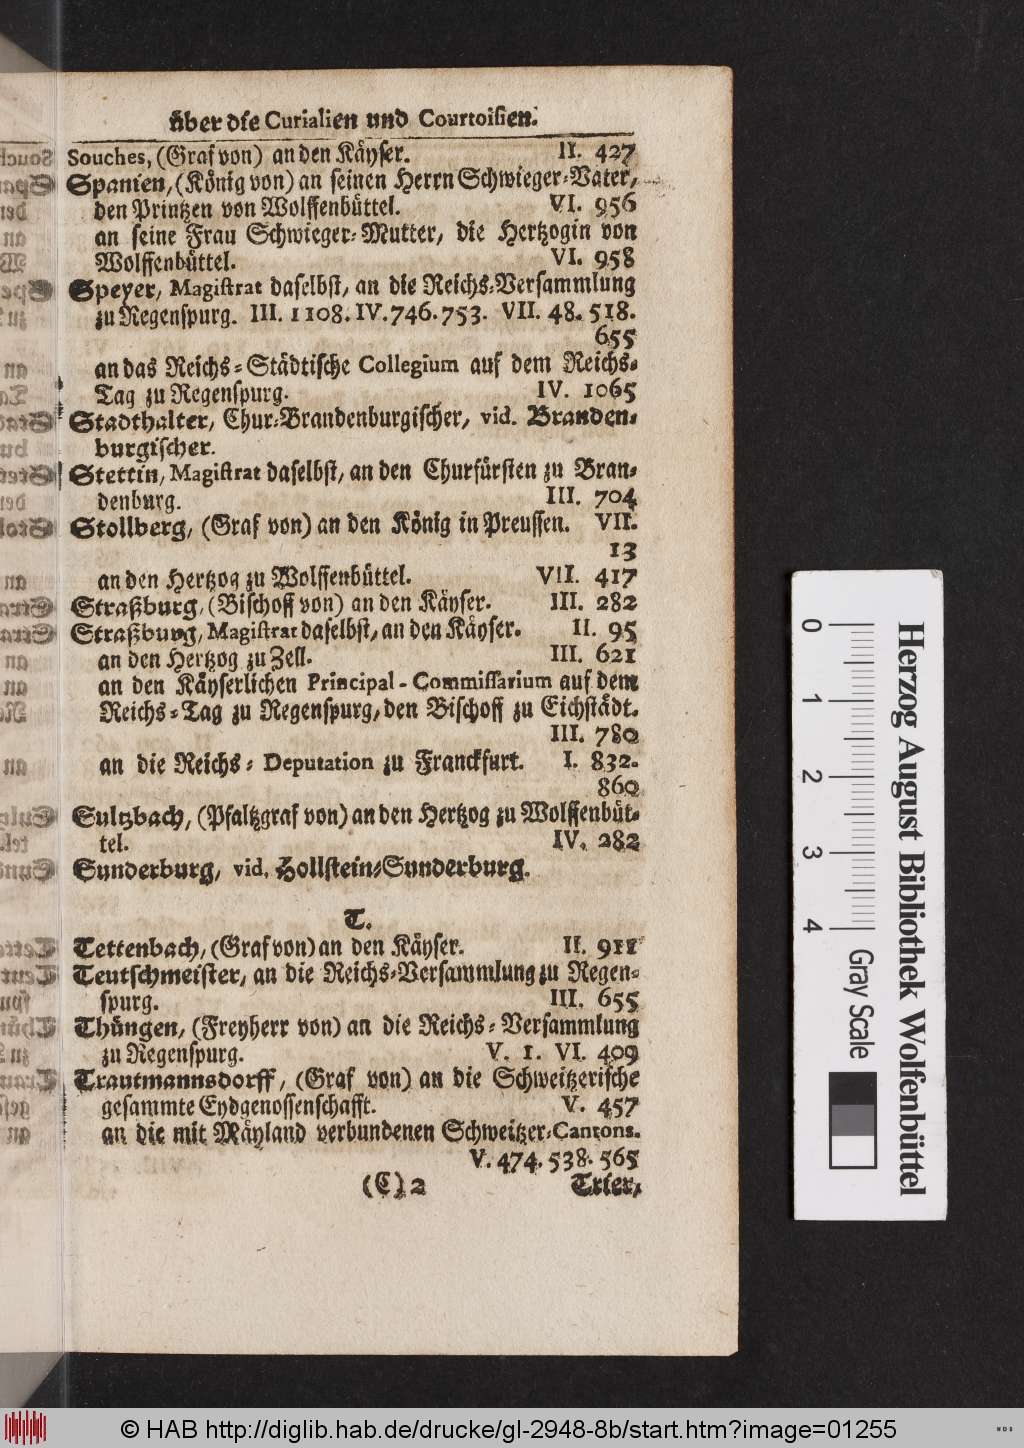 über die Curialien und Courtoisien.
Souches, (Graf von) an den Käyser. II. 427
Spanien, (König von) an seinen Herrn Schwieger-Vater,
den Printzen von Wolffenbüttel. VI. 956
an seine Frau Schwieger-Mutter, die Hertzogin von
Wolffenbüttel. VI. 958
Speyer, Magistrat daselbst, an die Reichs-Versammlung
zu Regenspurg. III. 1108. IV. 746. 753. VII. 48. 518.
655
an das Reichs-Städtische Collegium auf dem Reichs-
Tag zu Regenspurg. IV. 1065
Stadthalter, Chur-Brandenburgischer, vid. Branden-
burgischer.
Stettin, Magistrat daselbst, an den Churfürsten zu Bran-
denburg. III. 704
Stollberg, (Graf von) an den König in Preussen. VII.
13
an den Hertzog zu Wolffenbüttel. VII. 417
Straßburg, (Bischoff von) an den Käyser. III. 282
Straßburg, Magistrat daselbst, an den Käyser. II. 95
an den Hertzog zu Zell. III. 621
an den Käyserlichen Principal-Commissarium auf dem
Reichs-Tag zu Regenspurg, den Bischoff zu Eichstädt.
III. 780
an die Reichs-Deputation zu Franckfurt. I. 832.
860
Sultzbach, (Pfaltzgraf von) an den Hertzog zu Wolffenbüt-
tel. IV. 282
Sunderburg, vid. Hollstein-Sunderburg.
T.
Tettenbach, (Graf von) an den Käyser. II. 911
Teutschmeister, an die Reichs-Versammlung zu Regen-
spurg. III. 655
Thüngen, (Freyherr von) an die Reichs-Versammlung
zu Regenspurg. V. 1. VI. 409
Trautmannsdorff, (Graf von) an die Schweitzerische
gesammte Eydgenossenschafft. V. 457
an die mit Mäyland verbundenen Schweitzer-Cantons.
V. 474. 538. 565
(C) 2 Trier,
0 1 2 3 4
Gray Scale
Herzog August Bibliothek Wolfenbüttel
© HAB http://diglib.hab.de/drucke/gl-2948-8b/start.htm?image=01255